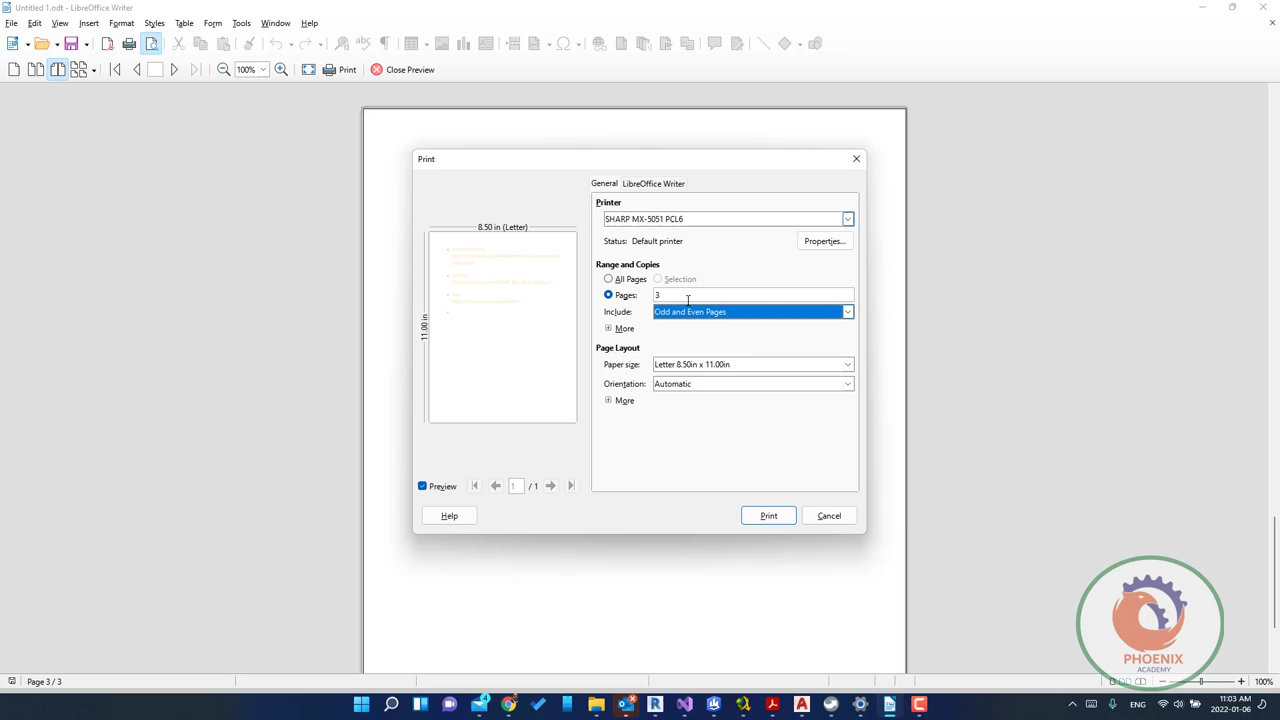 Untitled 1.odt - LibreOffice Writer
File Edit View Insert Format Styles Table Form Tools Window Help
100% Print Close Preview
Print
General LibreOffice Writer
Printer
SHARP MX-5051 PCL6
8.50 in (Letter)
Status: Default printer Properties...
Range and Copies
All Pages Selection
Pages: 3
Include: Odd and Even Pages
11.00 in
More
Page Layout
Paper size: Letter 8.50in x 11.00in
Orientation: Automatic
More
Preview 1 / 1
Help Print Cancel
PHOENIX
ACADEMY
Page 3 / 3 100%
4
11:03 AM
2022-01-06